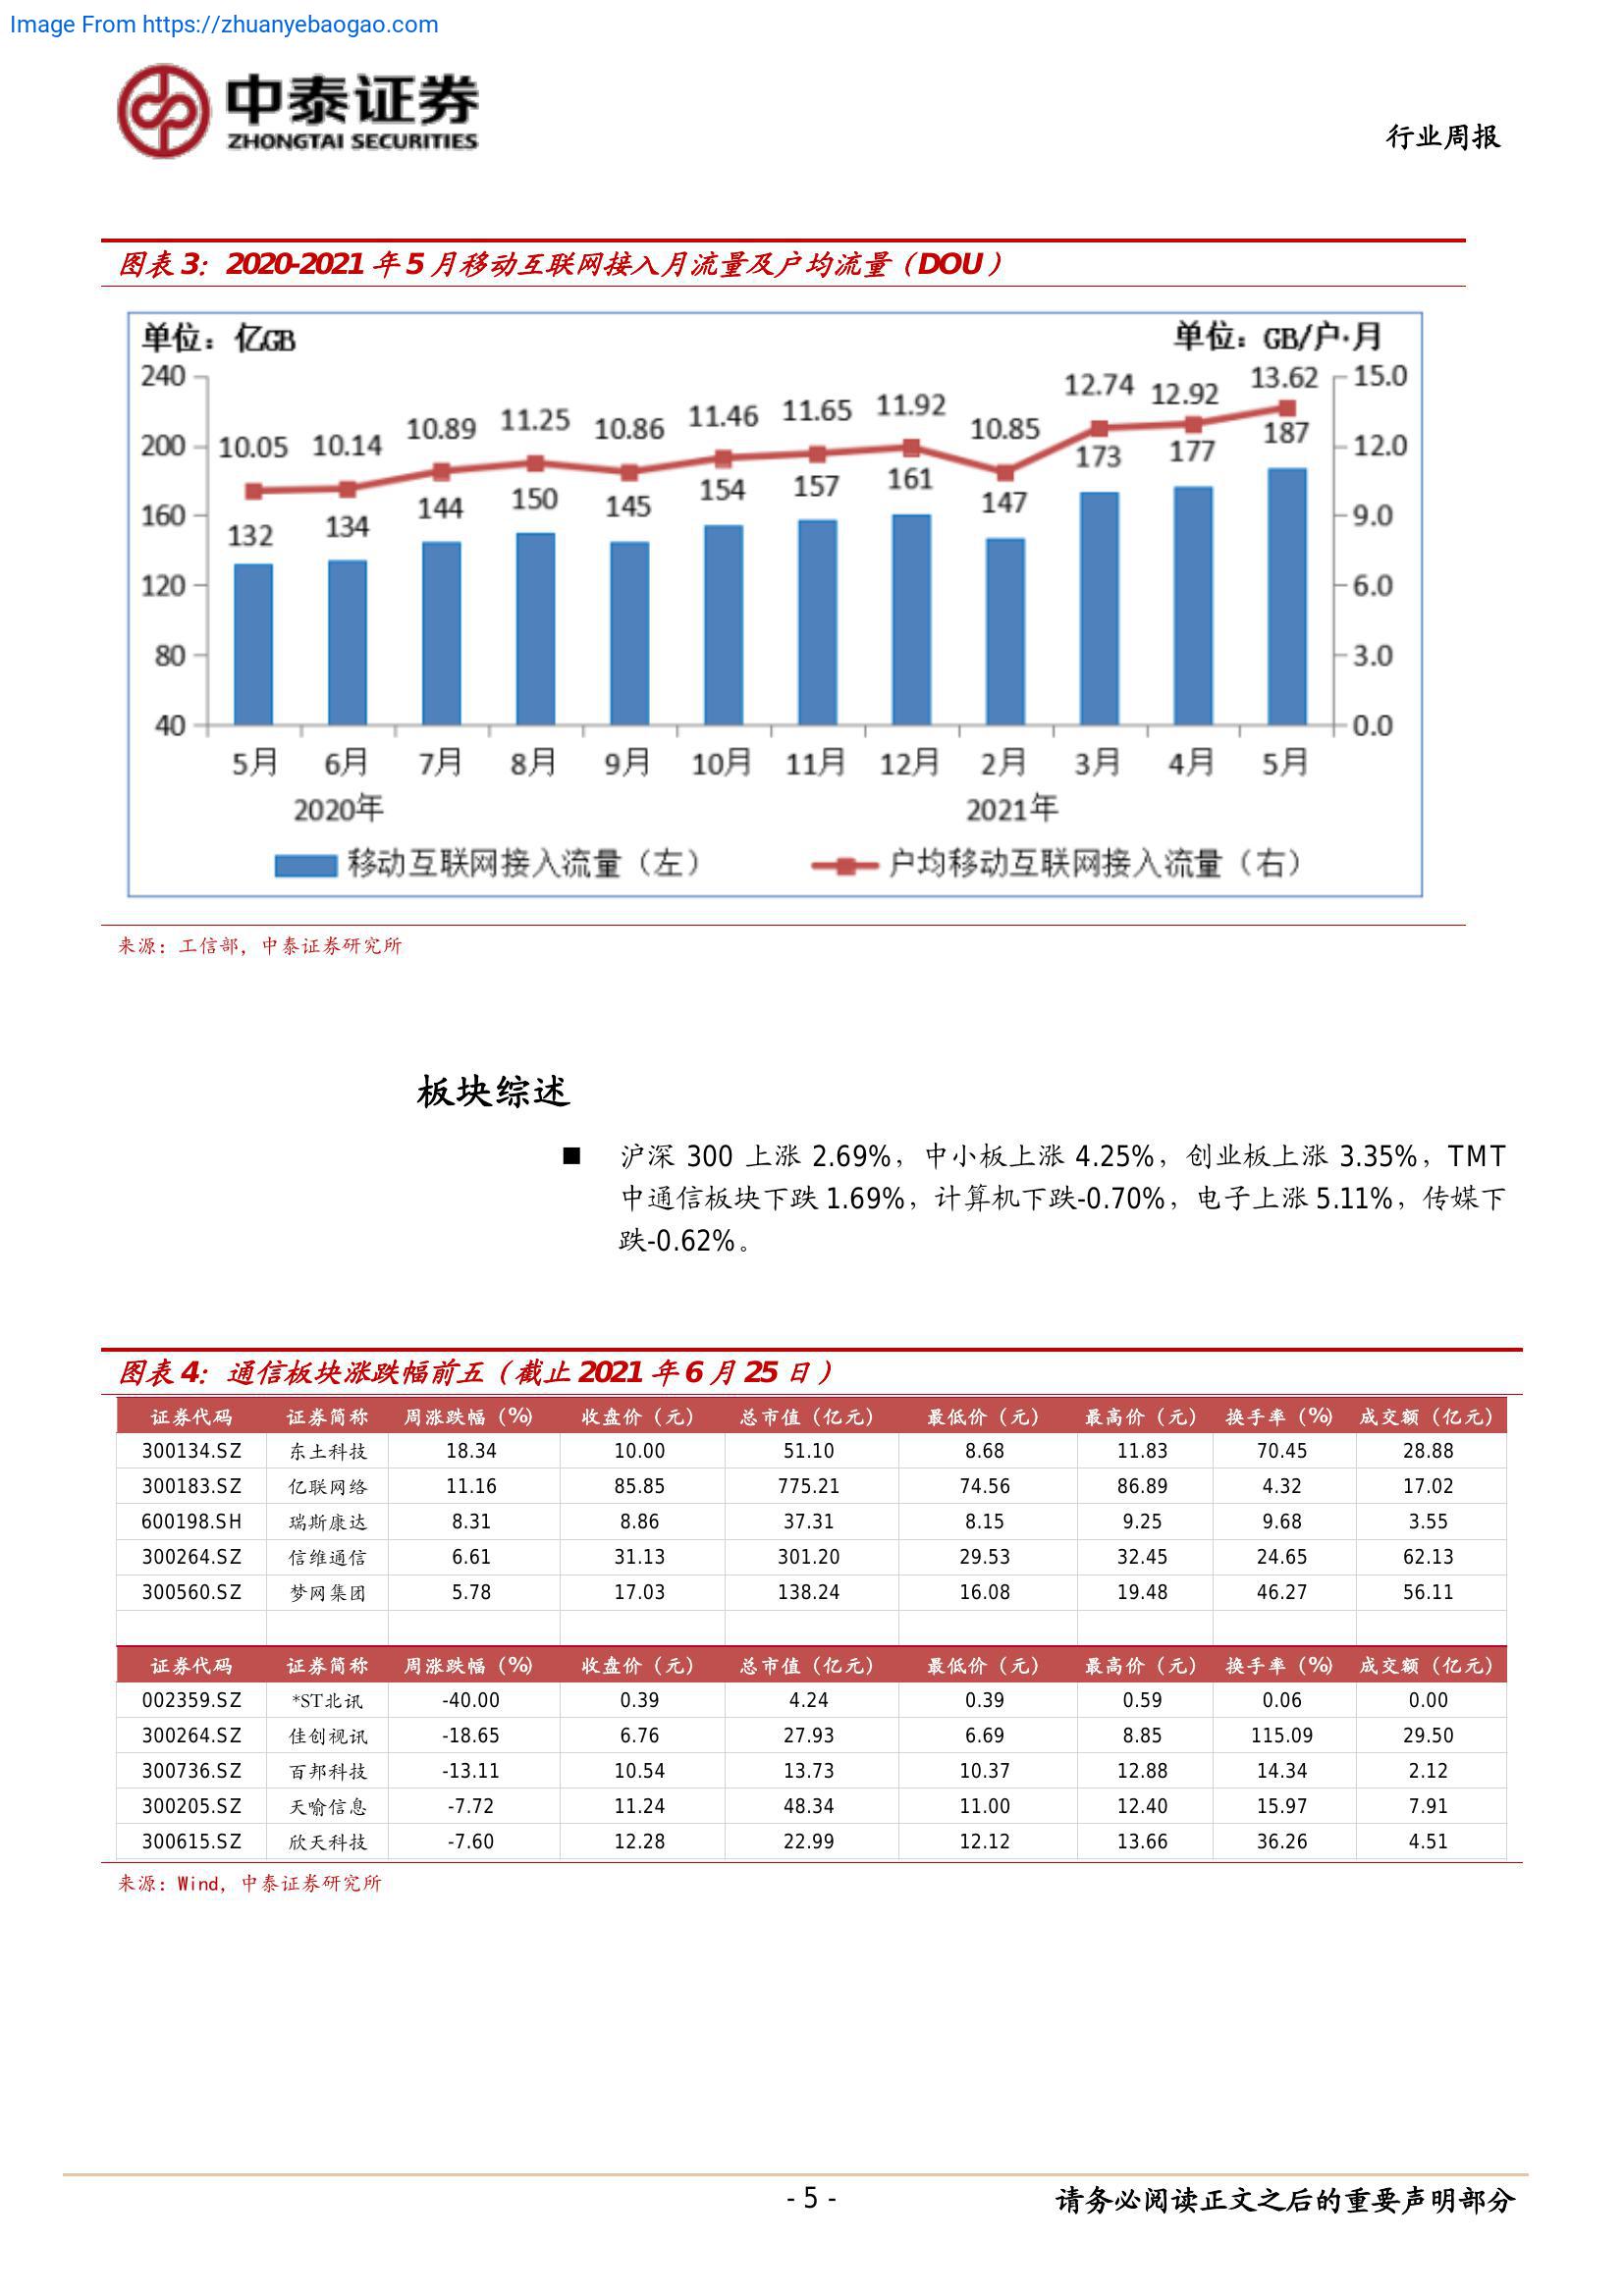 Image From https://zhuanyebaogao.com
中泰证券
ZHONGTAI SECURITIES
行业周报
图表 3：2020-2021 年 5 月移动互联网接入月流量及户均流量（DOU）
单位：亿GB 单位：GB/户·月
240 200 160 120 80 40
15.0 12.0 9.0 6.0 3.0 0.0
10.05 10.14 10.89 11.25 10.86 11.46 11.65 11.92 10.85 12.74 12.92 13.62
132 134 144 150 145 154 157 161 147 173 177 187
5月 6月 7月 8月 9月 10月 11月 12月 2月 3月 4月 5月
2020年 2021年
移动互联网接入流量（左） 户均移动互联网接入流量（右）
来源：工信部，中泰证券研究所
板块综述
■ 沪深 300 上涨 2.69%，中小板上涨 4.25%，创业板上涨 3.35%，TMT
中通信板块下跌 1.69%，计算机下跌-0.70%，电子上涨 5.11%，传媒下
跌-0.62%。
图表 4：通信板块涨跌幅前五（截止 2021 年 6 月 25 日）
证券代码 证券简称 周涨跌幅（%） 收盘价（元） 总市值（亿元） 最低价（元） 最高价（元） 换手率（%） 成交额（亿元）
300134.SZ 东土科技 18.34 10.00 51.10 8.68 11.83 70.45 28.88
300183.SZ 亿联网络 11.16 85.85 775.21 74.56 86.89 4.32 17.02
600198.SH 瑞斯康达 8.31 8.86 37.31 8.15 9.25 9.68 3.55
300264.SZ 信维通信 6.61 31.13 301.20 29.53 32.45 24.65 62.13
300560.SZ 梦网集团 5.78 17.03 138.24 16.08 19.48 46.27 56.11
证券代码 证券简称 周涨跌幅（%） 收盘价（元） 总市值（亿元） 最低价（元） 最高价（元） 换手率（%） 成交额（亿元）
002359.SZ *ST北讯 -40.00 0.39 4.24 0.39 0.59 0.06 0.00
300264.SZ 佳创视讯 -18.65 6.76 27.93 6.69 8.85 115.09 29.50
300736.SZ 百邦科技 -13.11 10.54 13.73 10.37 12.88 14.34 2.12
300205.SZ 天喻信息 -7.72 11.24 48.34 11.00 12.40 15.97 7.91
300615.SZ 欣天科技 -7.60 12.28 22.99 12.12 13.66 36.26 4.51
来源：Wind，中泰证券研究所
- 5 - 请务必阅读正文之后的重要声明部分